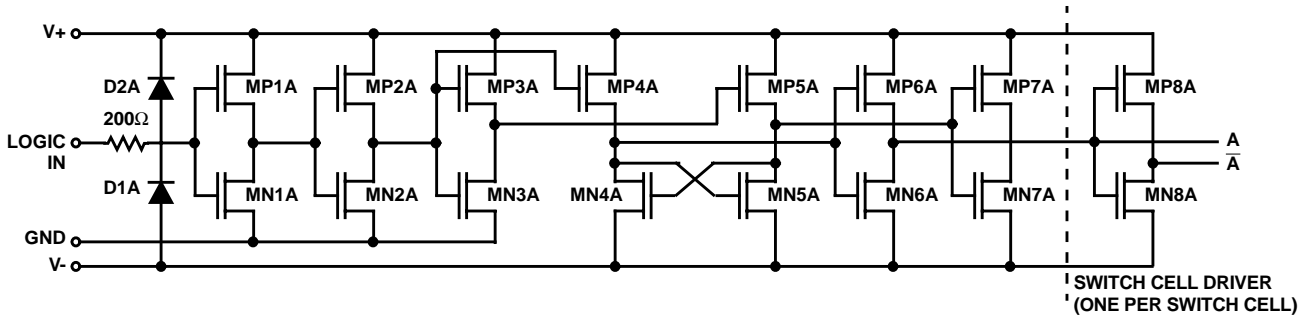 V+
D2A
MP1A
MP2A
MP3A
MP4A
MP5A
MP6A
MP7A
MP8A
200Ω
LOGIC
IN
A
A̅
D1A
MN1A
MN2A
MN3A
MN4A
MN5A
MN6A
MN7A
MN8A
GND
V-
SWITCH CELL DRIVER
(ONE PER SWITCH CELL)